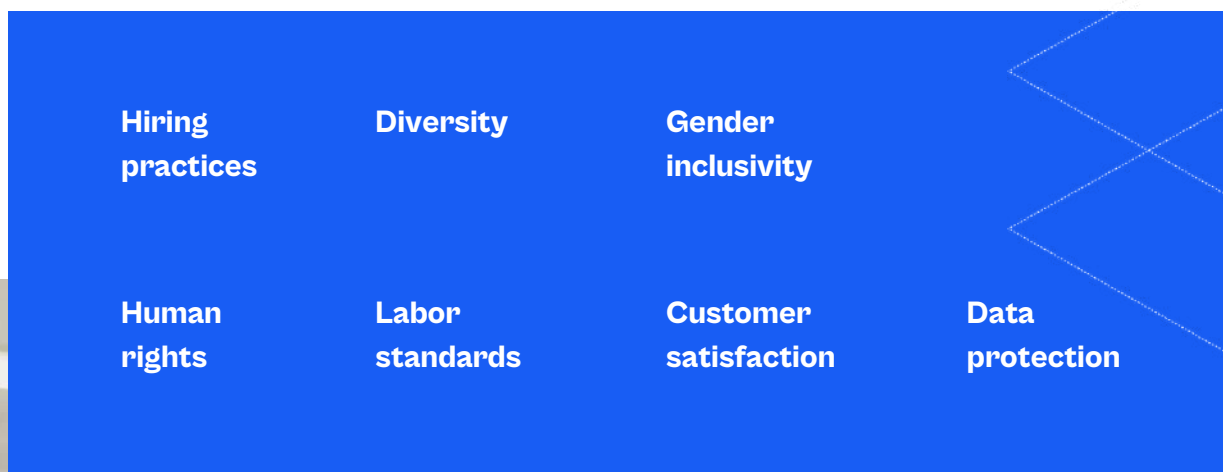 Hiring
practices
Diversity
Gender
inclusivity
Human
rights
Labor
standards
Customer
satisfaction
Data
protection